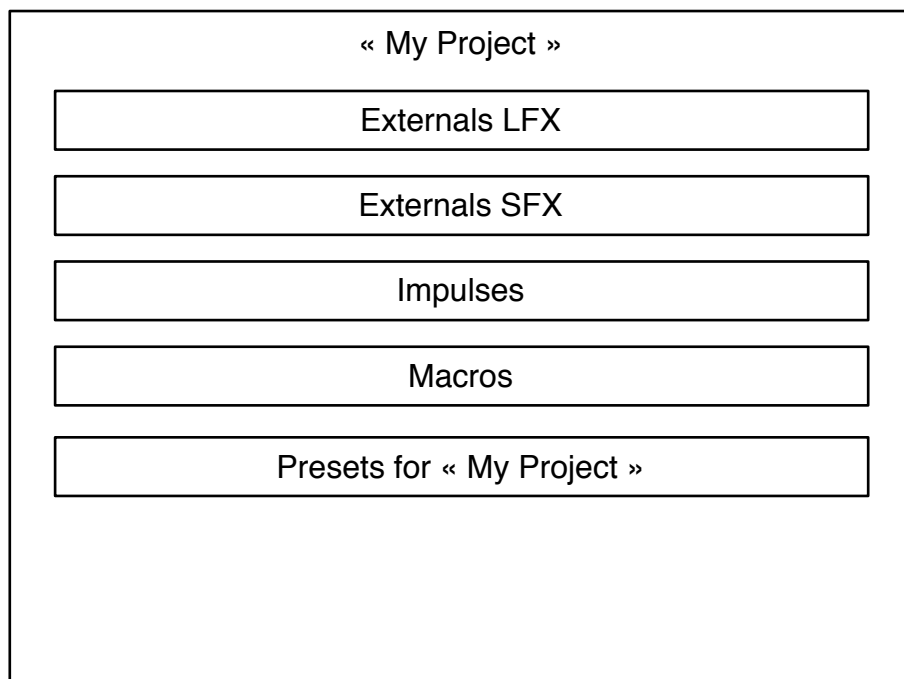 « My Project »
Externals LFX
Externals SFX
Impulses
Macros
Presets for « My Project »